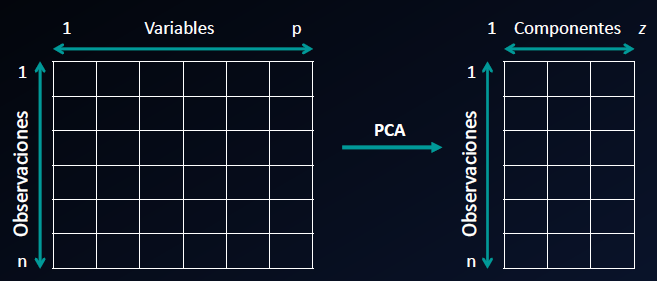 1 Variables p
1
Observaciones
n
PCA
1 Componentes z
1
Observaciones
n